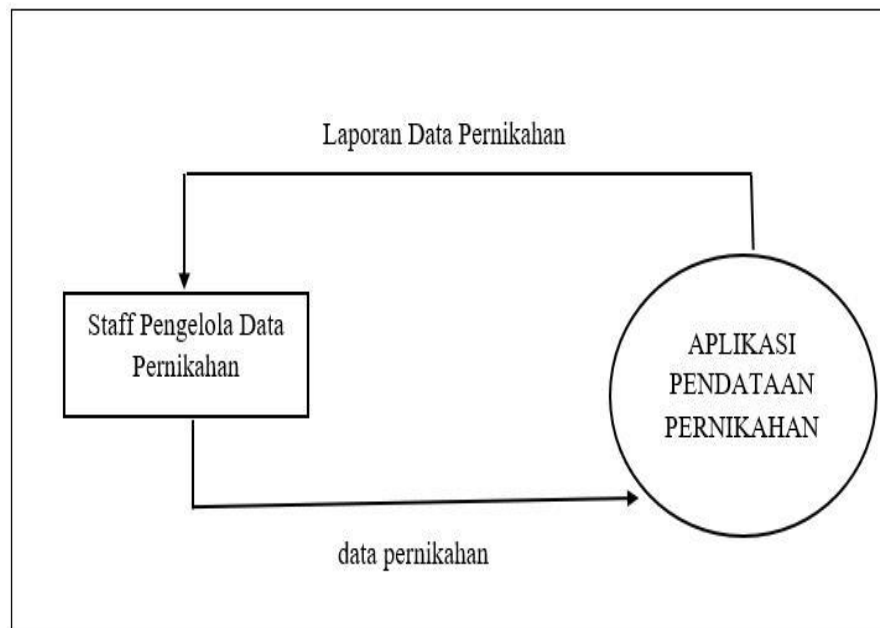 Laporan Data Pernikahan
Staff Pengelola Data
Pernikahan
APLIKASI
PENDATAAN
PERNIKAHAN
data pernikahan